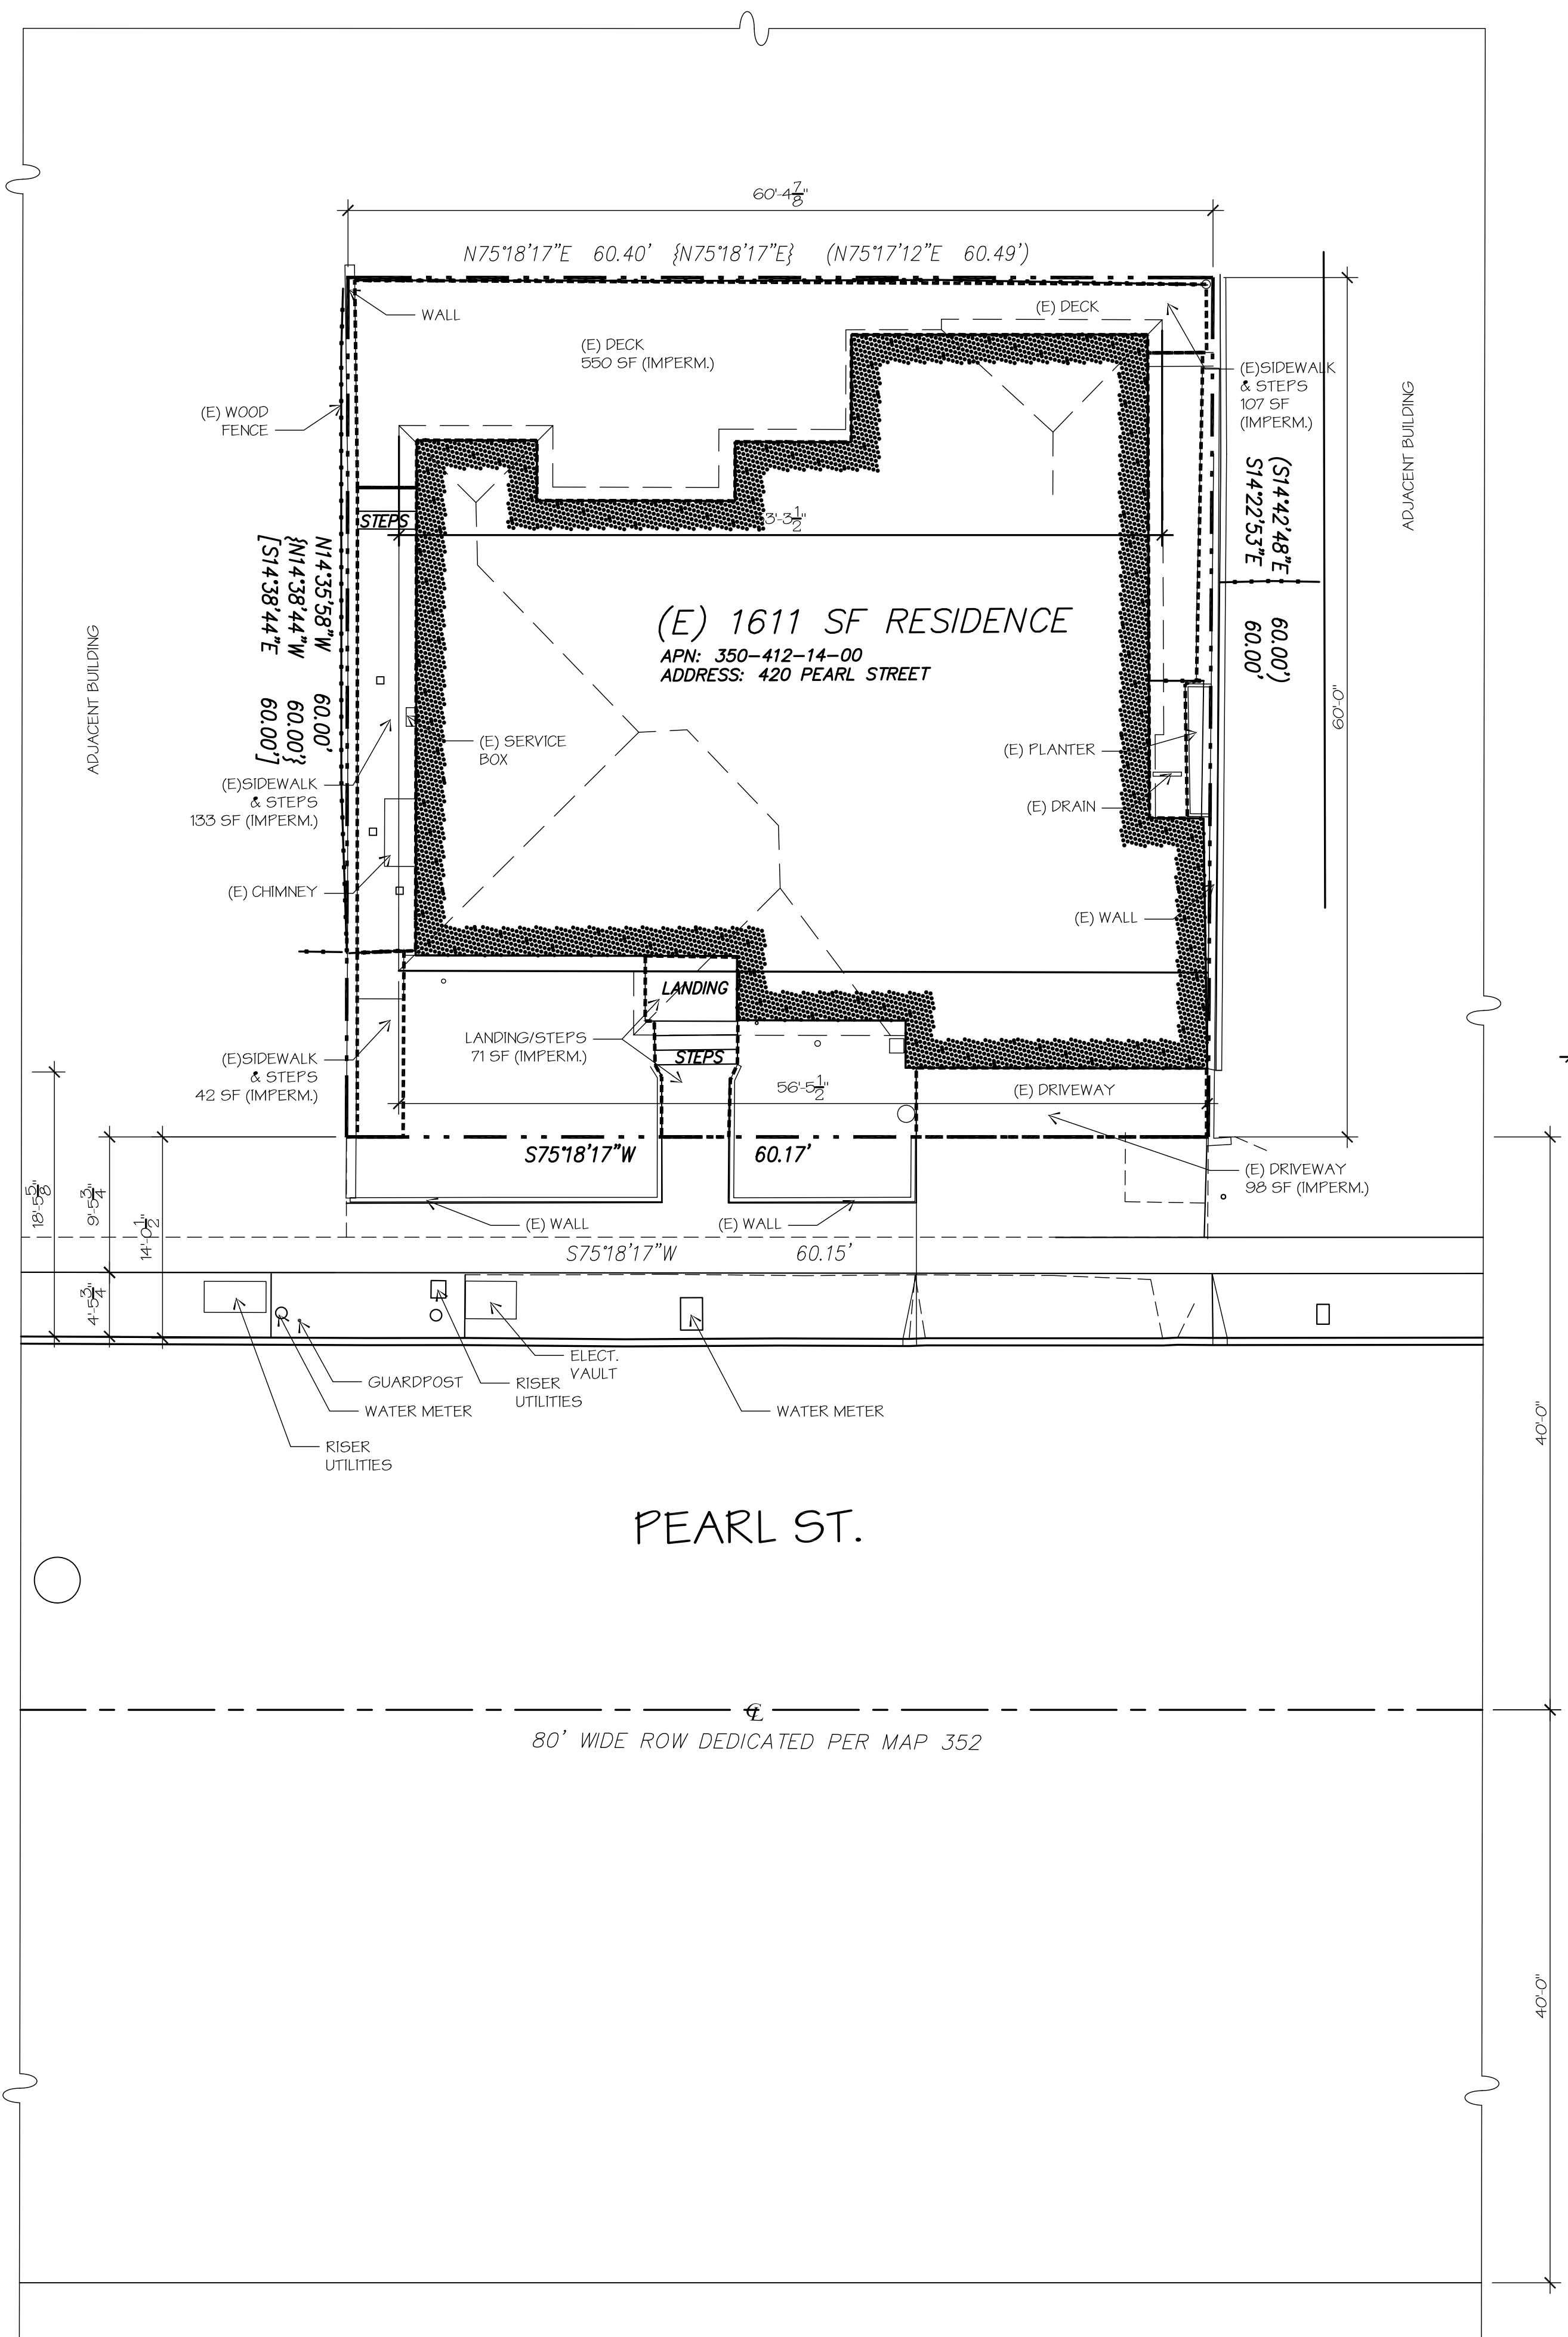 60'-4 7/8"
N75°18'17"E 60.40' {N75°18'17"E} (N75°17'12"E 60.49')
WALL
(E) DECK
550 SF (IMPERM.)
(E) DECK
(E)SIDEWALK
& STEPS
107 SF
(IMPERM.)
(E) WOOD
FENCE
ADJACENT BUILDING
(S14°42'48"E 60.00')
S14°22'53"E 60.00'
STEPS
3'-3 1/2"
N14°35'58"W 60.00'
{N14°38'44"W 60.00'}
[S14°38'44"E 60.00']
(E) 1611 SF RESIDENCE
APN: 350-412-14-00
ADDRESS: 420 PEARL STREET
ADJACENT BUILDING
60'-0"
(E) SERVICE
BOX
(E) PLANTER
(E)SIDEWALK
& STEPS
133 SF (IMPERM.)
(E) DRAIN
(E) CHIMNEY
(E) WALL
LANDING
LANDING/STEPS
71 SF (IMPERM.)
STEPS
(E)SIDEWALK
& STEPS
42 SF (IMPERM.)
56'-5 1/2"
(E) DRIVEWAY
S75°18'17"W 60.17'
(E) DRIVEWAY
98 SF (IMPERM.)
18'-5 5/8"
9'-5 3/4"
14'-0 1/2"
(E) WALL
(E) WALL
S75°18'17"W 60.15'
4'-5 3/4"
ELECT.
VAULT
GUARDPOST
RISER
UTILITIES
WATER METER
WATER METER
RISER
UTILITIES
40'-0"
PEARL ST.
CL
80' WIDE ROW DEDICATED PER MAP 352
40'-0"